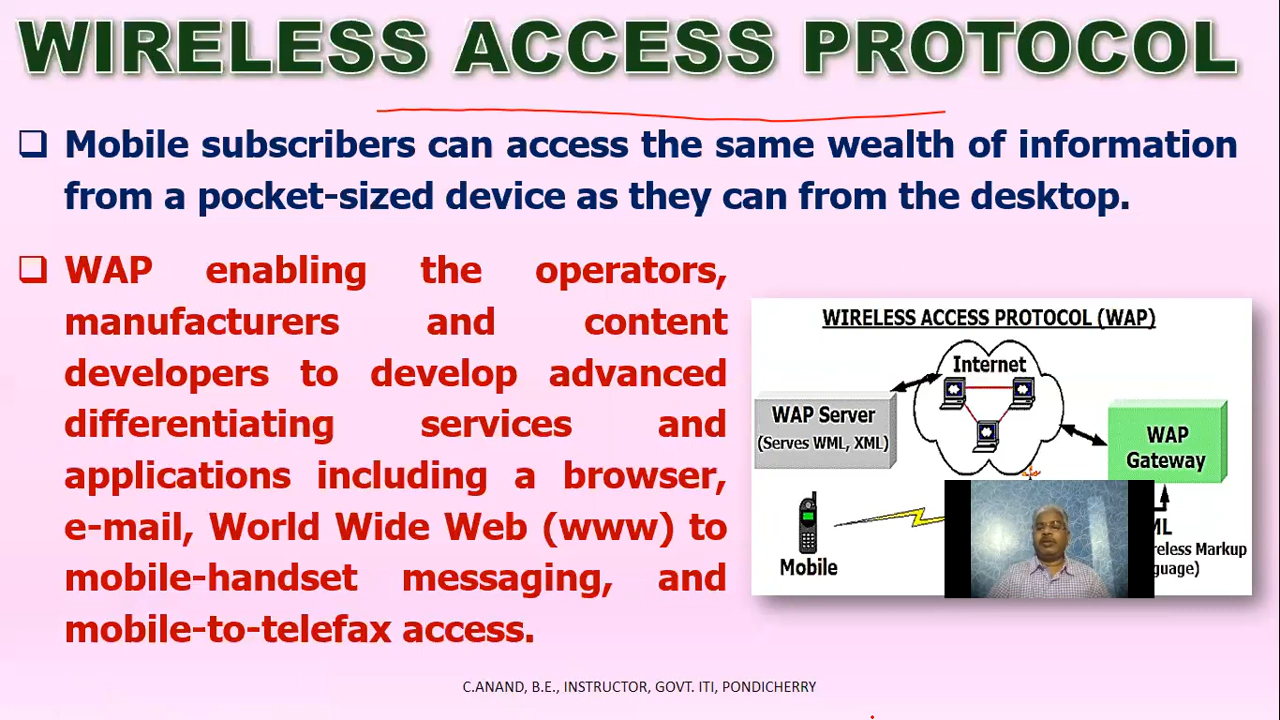 WIRELESS ACCESS PROTOCOL
Mobile subscribers can access the same wealth of information
from a pocket-sized device as they can from the desktop.
WAP enabling the operators,
manufacturers and content
developers to develop advanced
differentiating services and
applications including a browser,
e-mail, World Wide Web (www) to
mobile-handset messaging, and
mobile-to-telefax access.
WIRELESS ACCESS PROTOCOL (WAP)
Internet
WAP Server
(Serves WML, XML)
WAP
Gateway
Mobile
Markup
C.ANAND, B.E., INSTRUCTOR, GOVT. ITI, PONDICHERRY